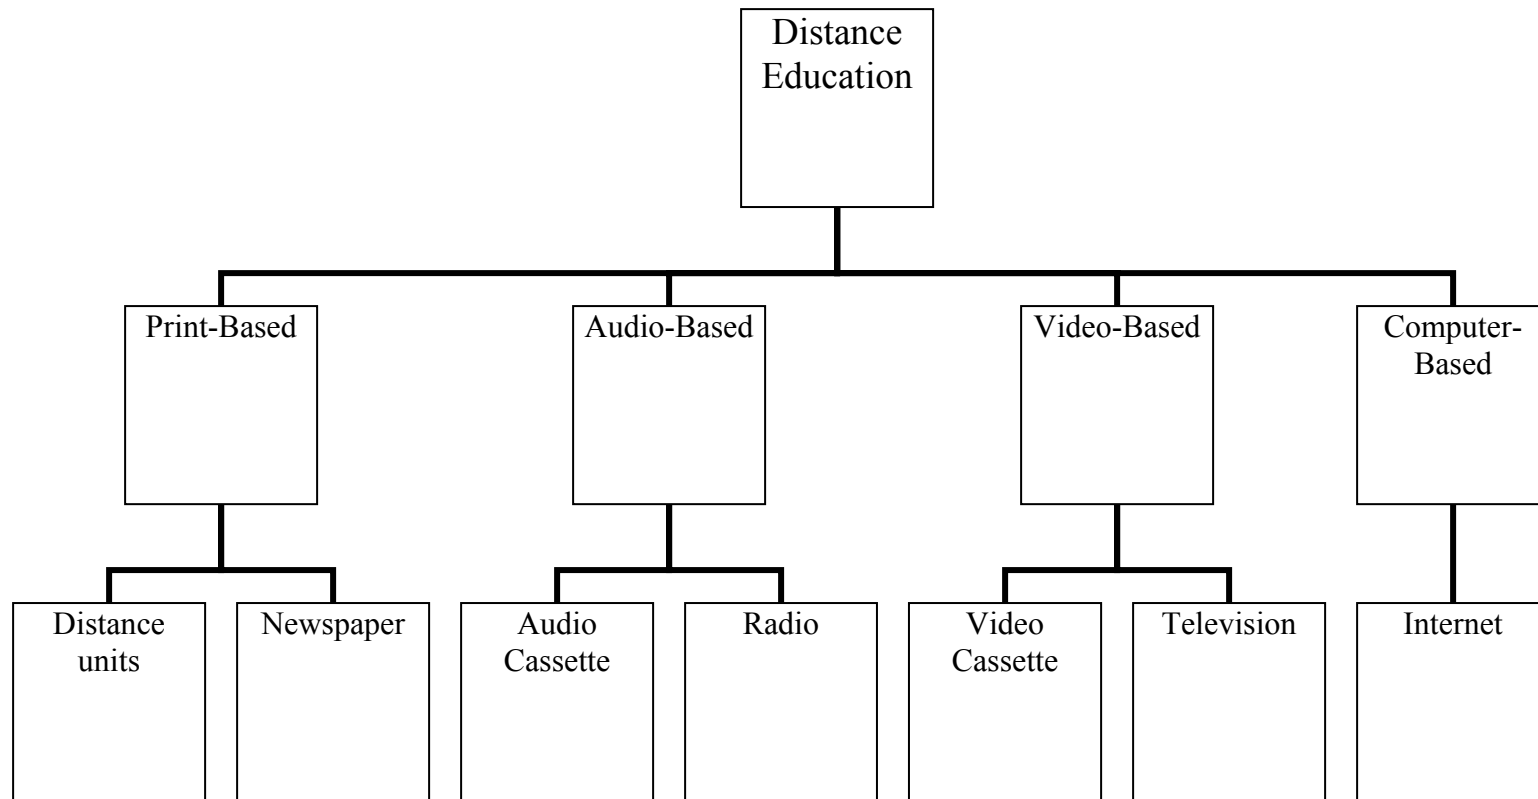 Distance
Education
Print-Based
Audio-Based
Video-Based
Computer-
Based
Distance
units
Newspaper
Audio
Cassette
Radio
Video
Cassette
Television
Internet